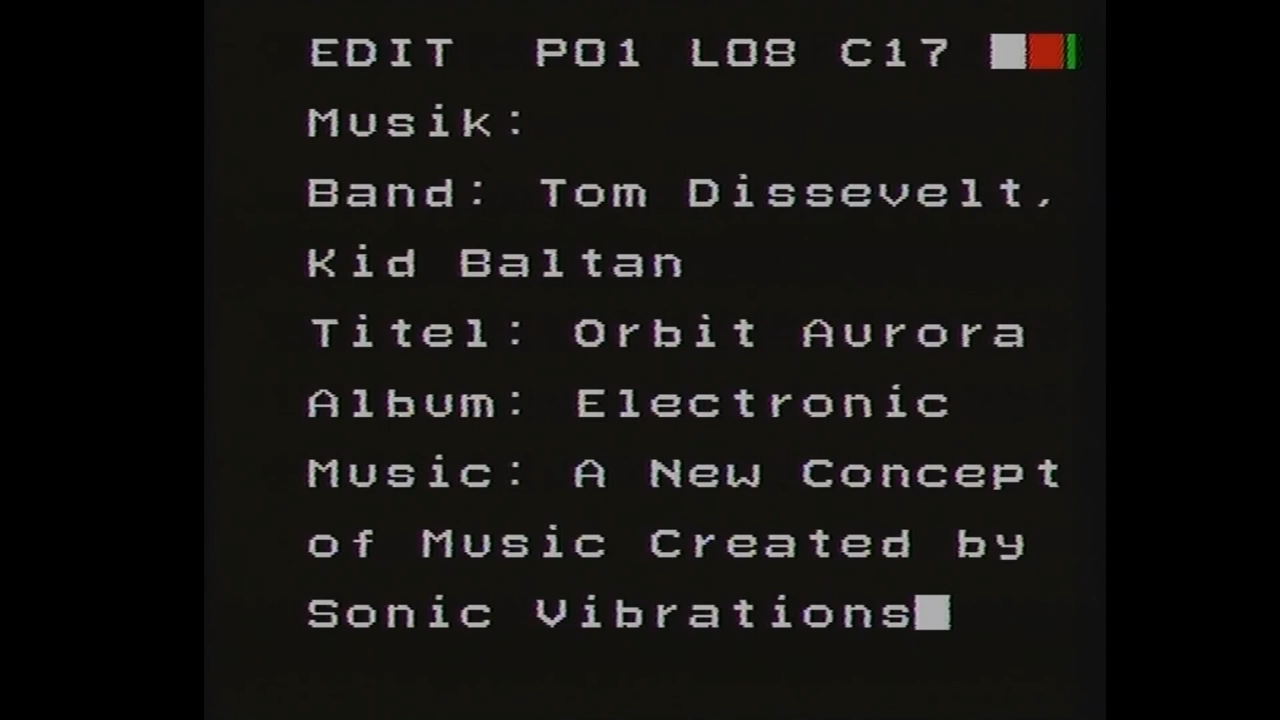 EDIT P01 L08 C17
Musik:
Band: Tom Dissevelt,
Kid Baltan
Titel: Orbit Aurora
Album: Electronic
Music: A New Concept
of Music Created by
Sonic Vibrations